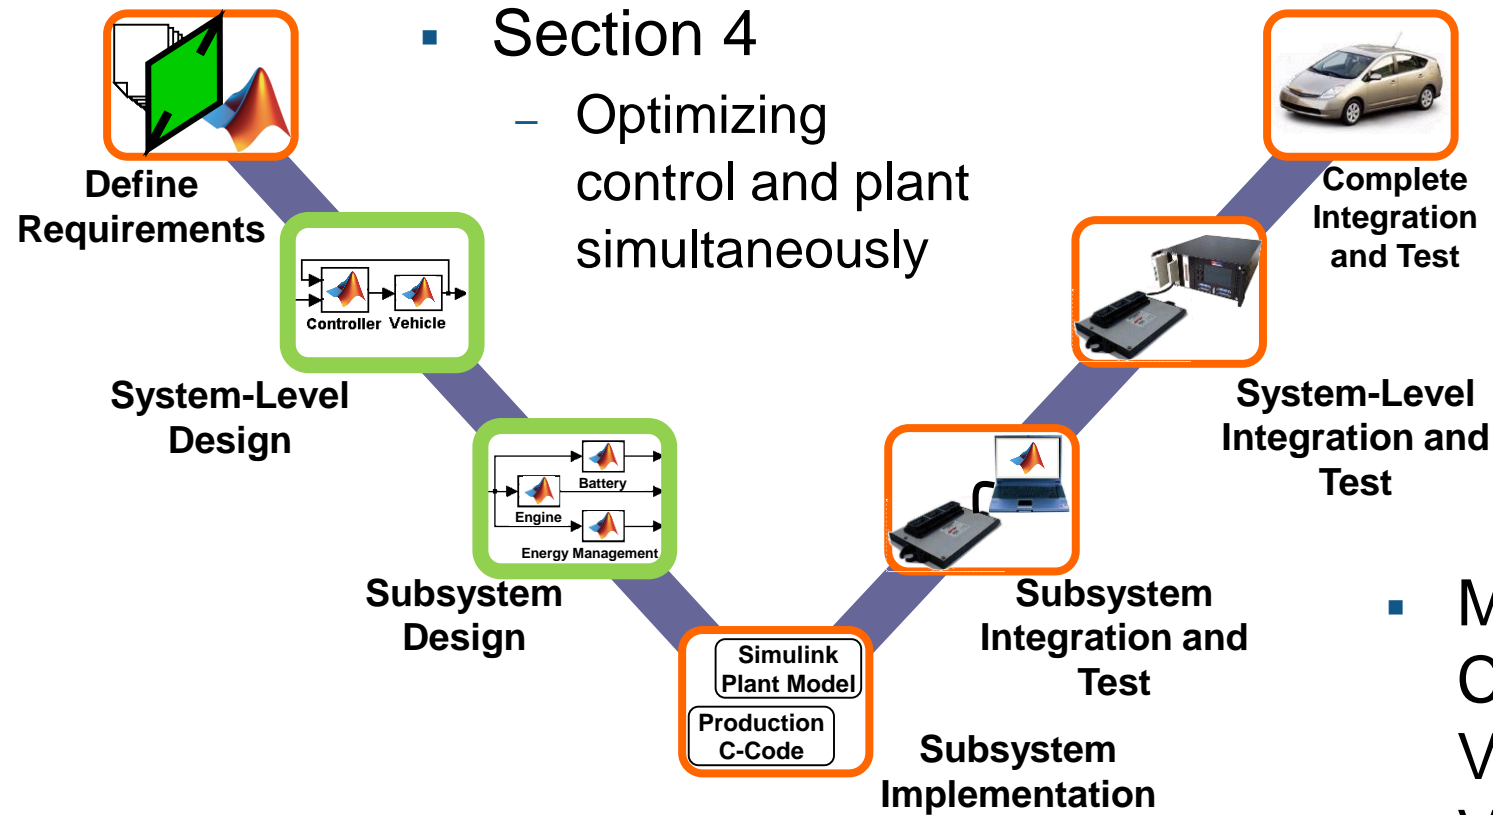 Section 4
Optimizing
control and plant
simultaneously
Define
Requirements
Controller Vehicle
System-Level
Design
Battery
Engine
Energy Management
Subsystem
Design
Simulink
Plant Model
Production
C-Code
Subsystem
Implementation
Subsystem
Integration and
Test
System-Level
Integration and
Test
Complete
Integration
and Test